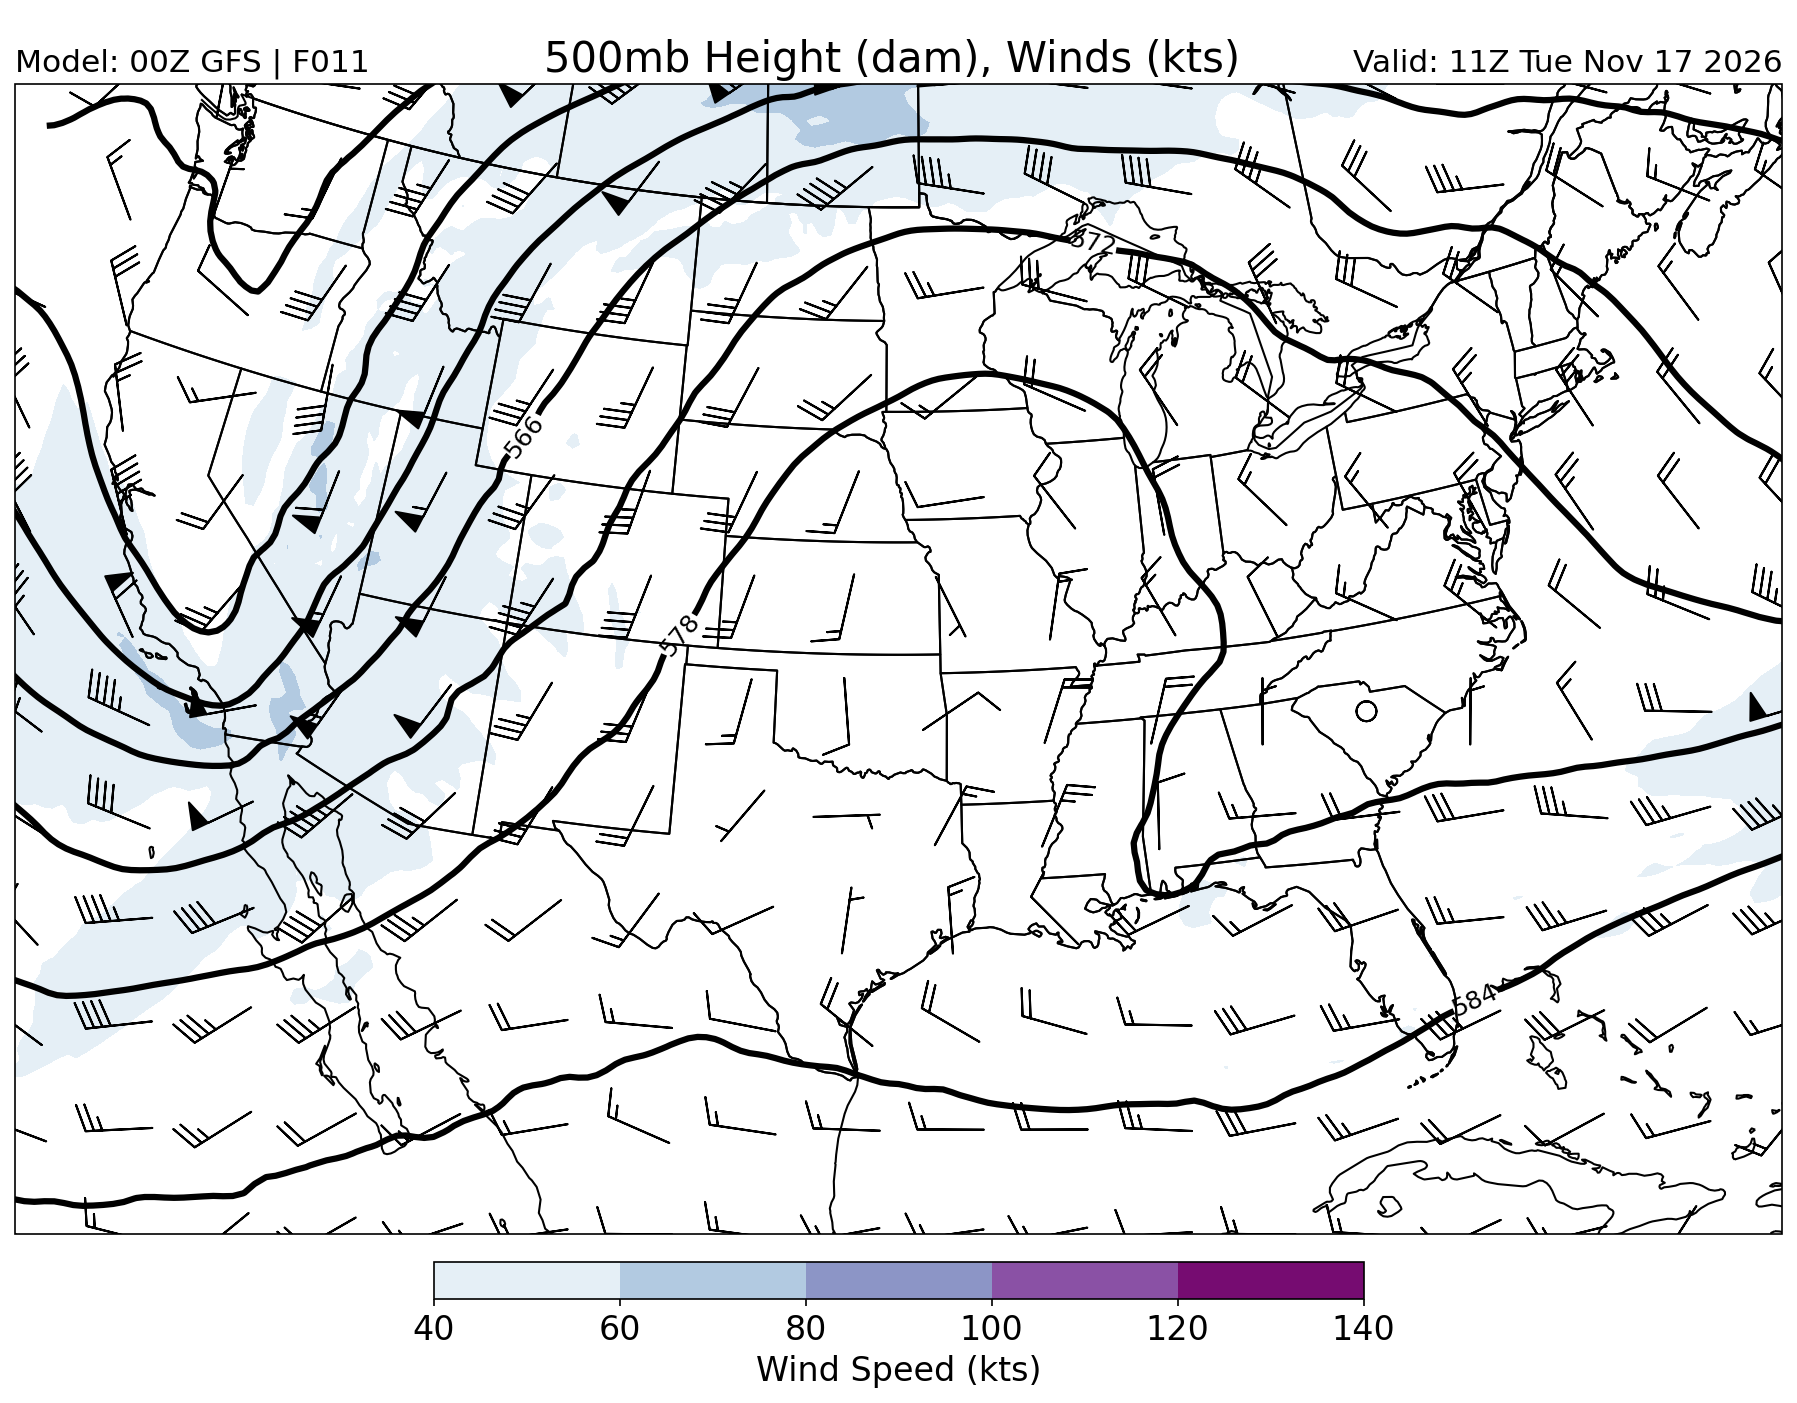 Model: 00Z GFS | F011
500mb Height (dam), Winds (kts)
Valid: 11Z Tue Nov 17 2026
572
566
578
584
40 60 80 100 120 140
Wind Speed (kts)